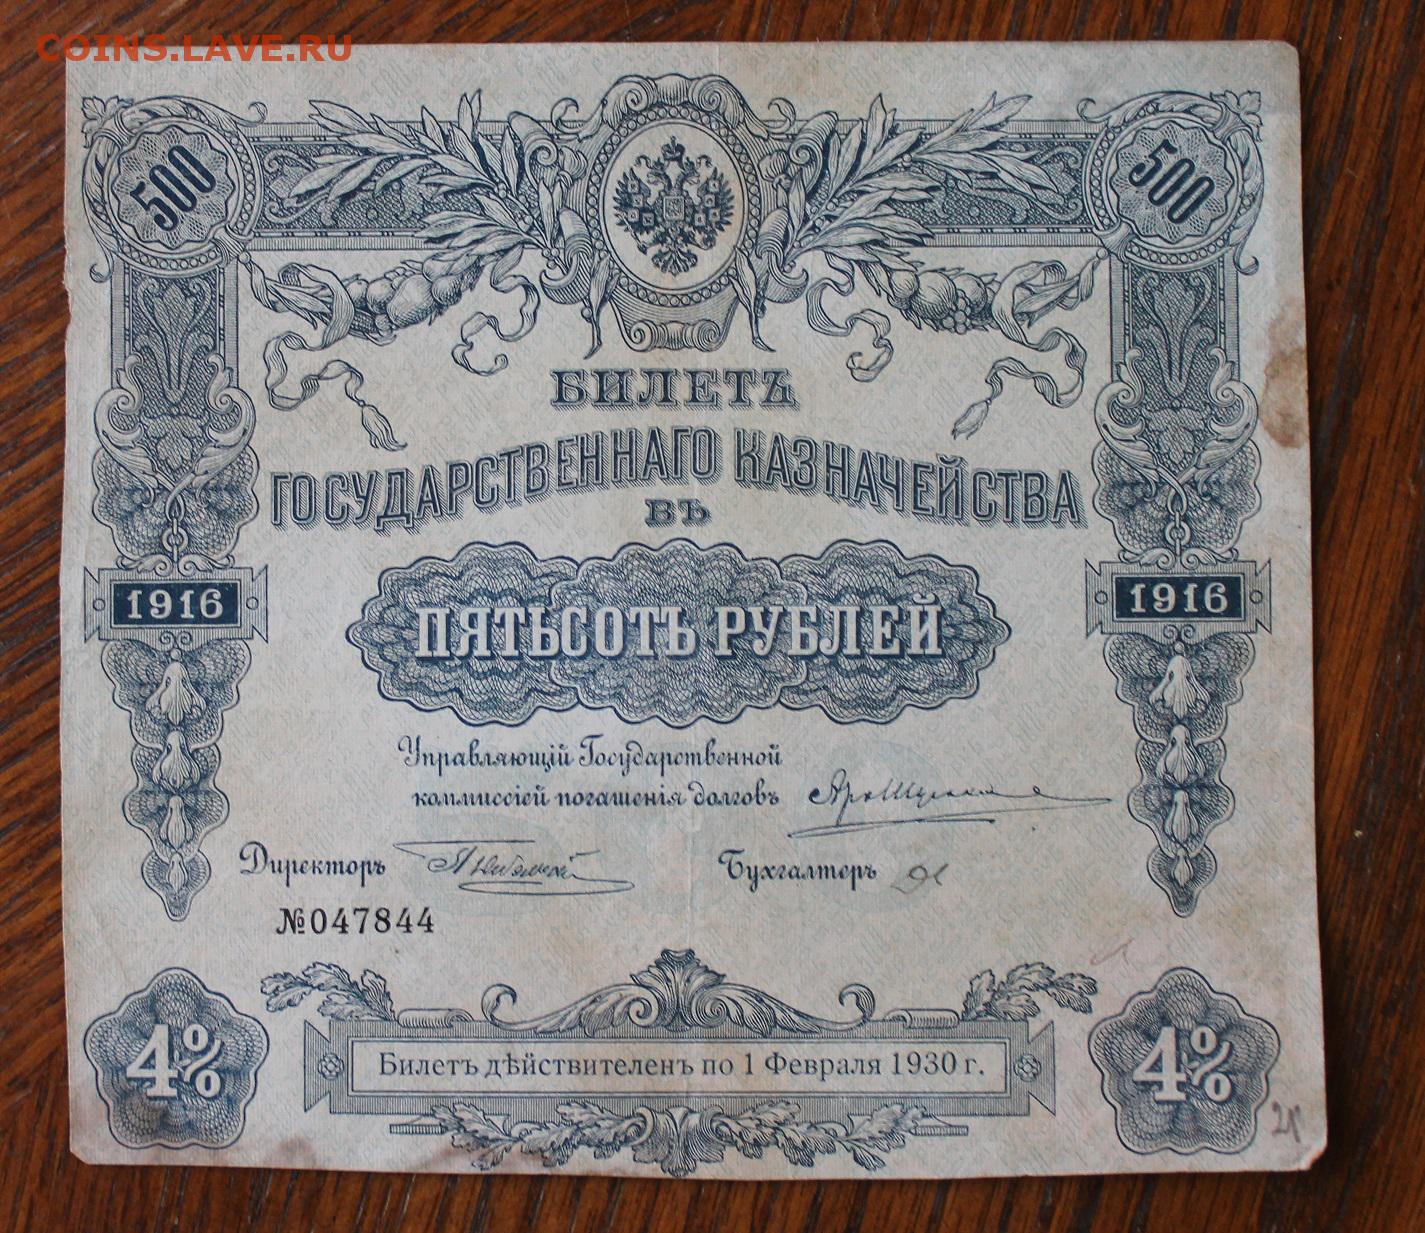 COINS.LAVE.RU
500
500
БИЛЕТЪ
ГОСУДАРСТВЕННАГО КАЗНАЧЕЙСТВА
ВЪ
1916
1916
ПЯТЬСОТЪ РУБЛЕЙ
Управляющій Государственной
коммиссіей погашенія долговъ
Директоръ
Бухгалтеръ
№047844
4%
4%
Билетъ дѣйствителенъ по 1 Февраля 1930 г.